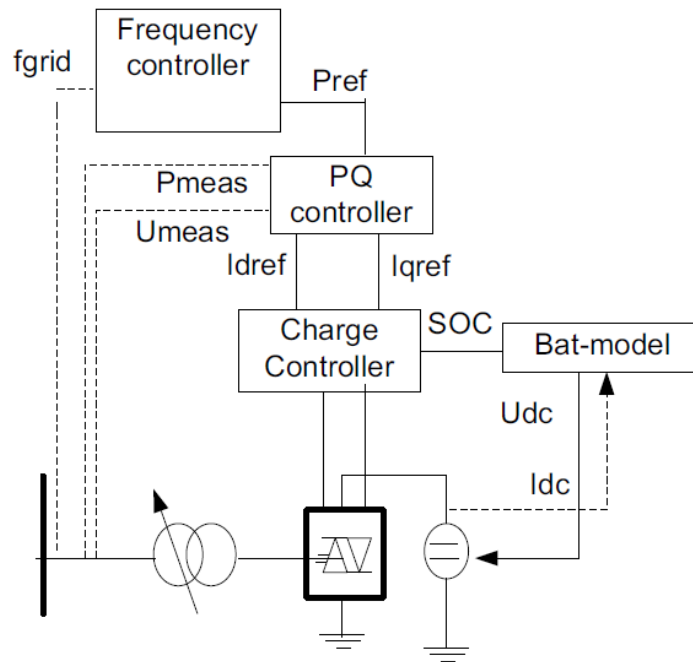 Frequency
controller
fgrid
Pref
Pmeas
PQ
controller
Umeas
Idref
Iqref
Charge
Controller
SOC
Bat-model
Udc
Idc